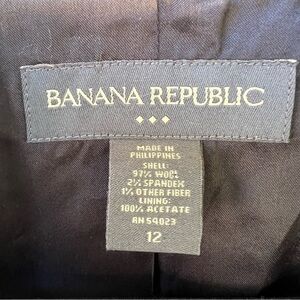 BANANA REPUBLIC
MADE IN
PHILIPPINES
SHELL:
97% WOOL
2% SPANDEX
1% OTHER FIBER
LINING:
100% ACETATE
RN 54023
12